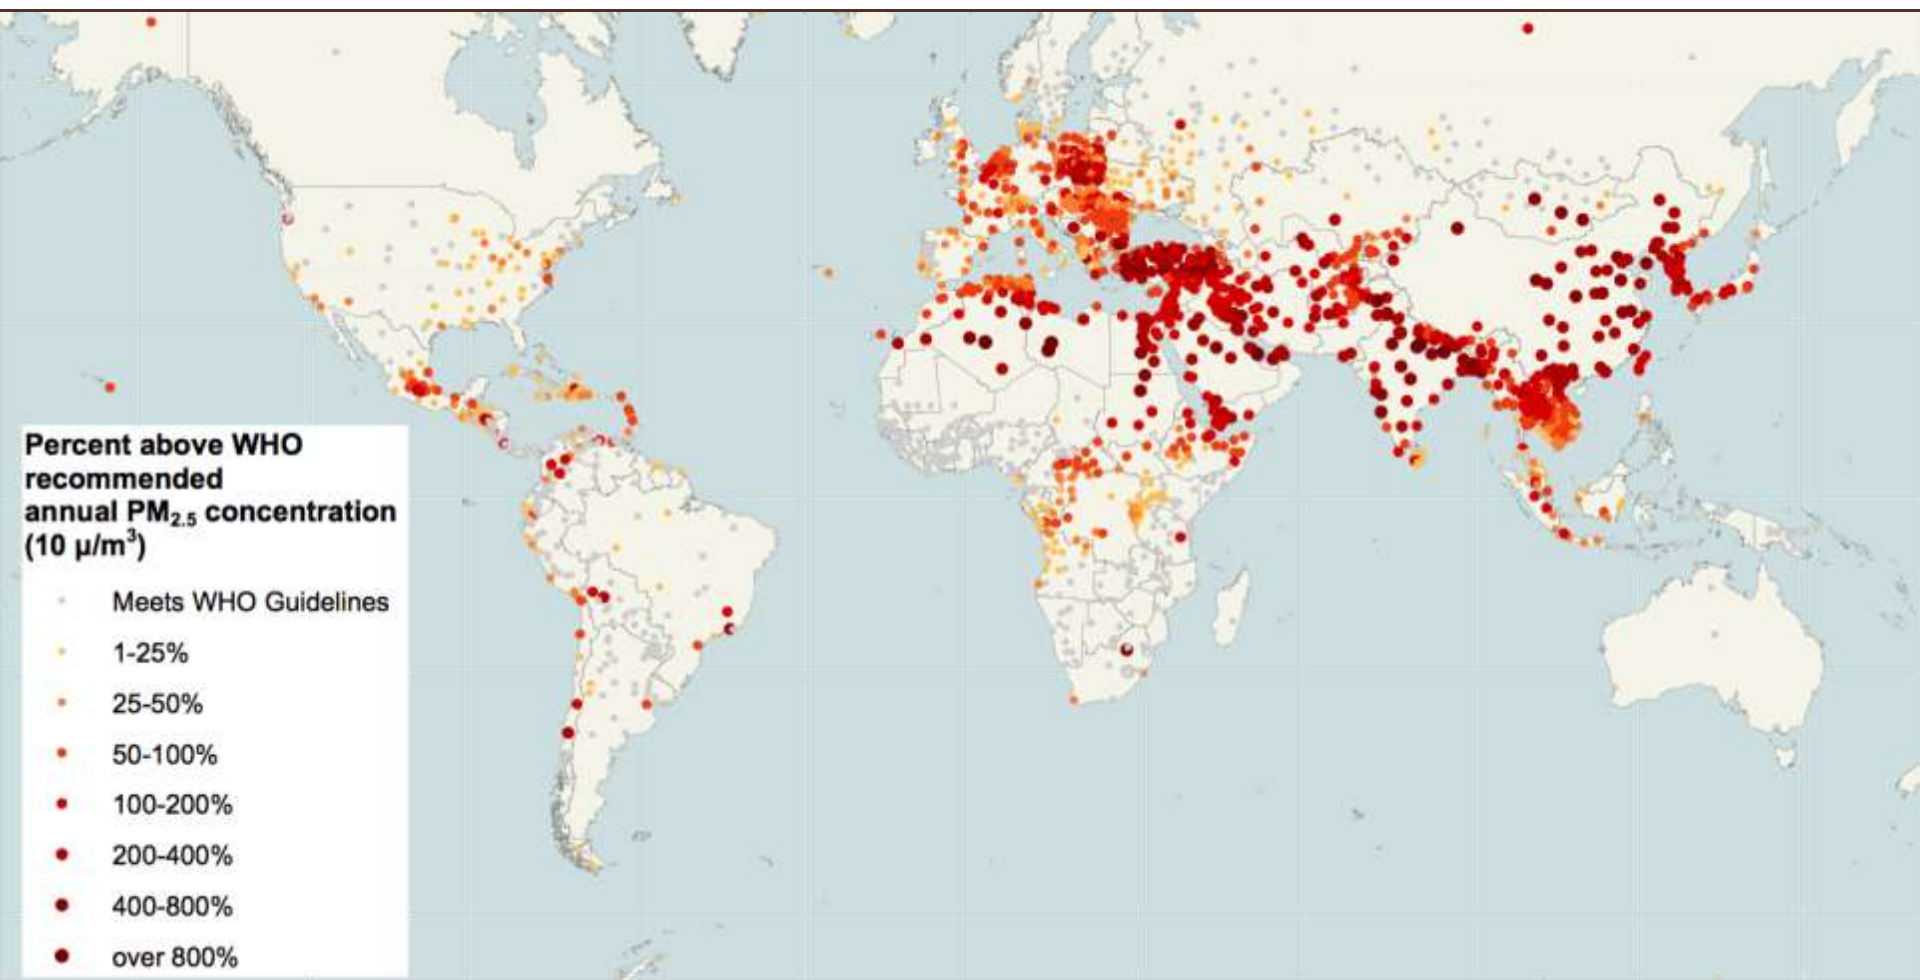 Percent above WHO
recommended
annual PM2.5 concentration
(10 μ/m³)
Meets WHO Guidelines
1-25%
25-50%
50-100%
100-200%
200-400%
400-800%
over 800%